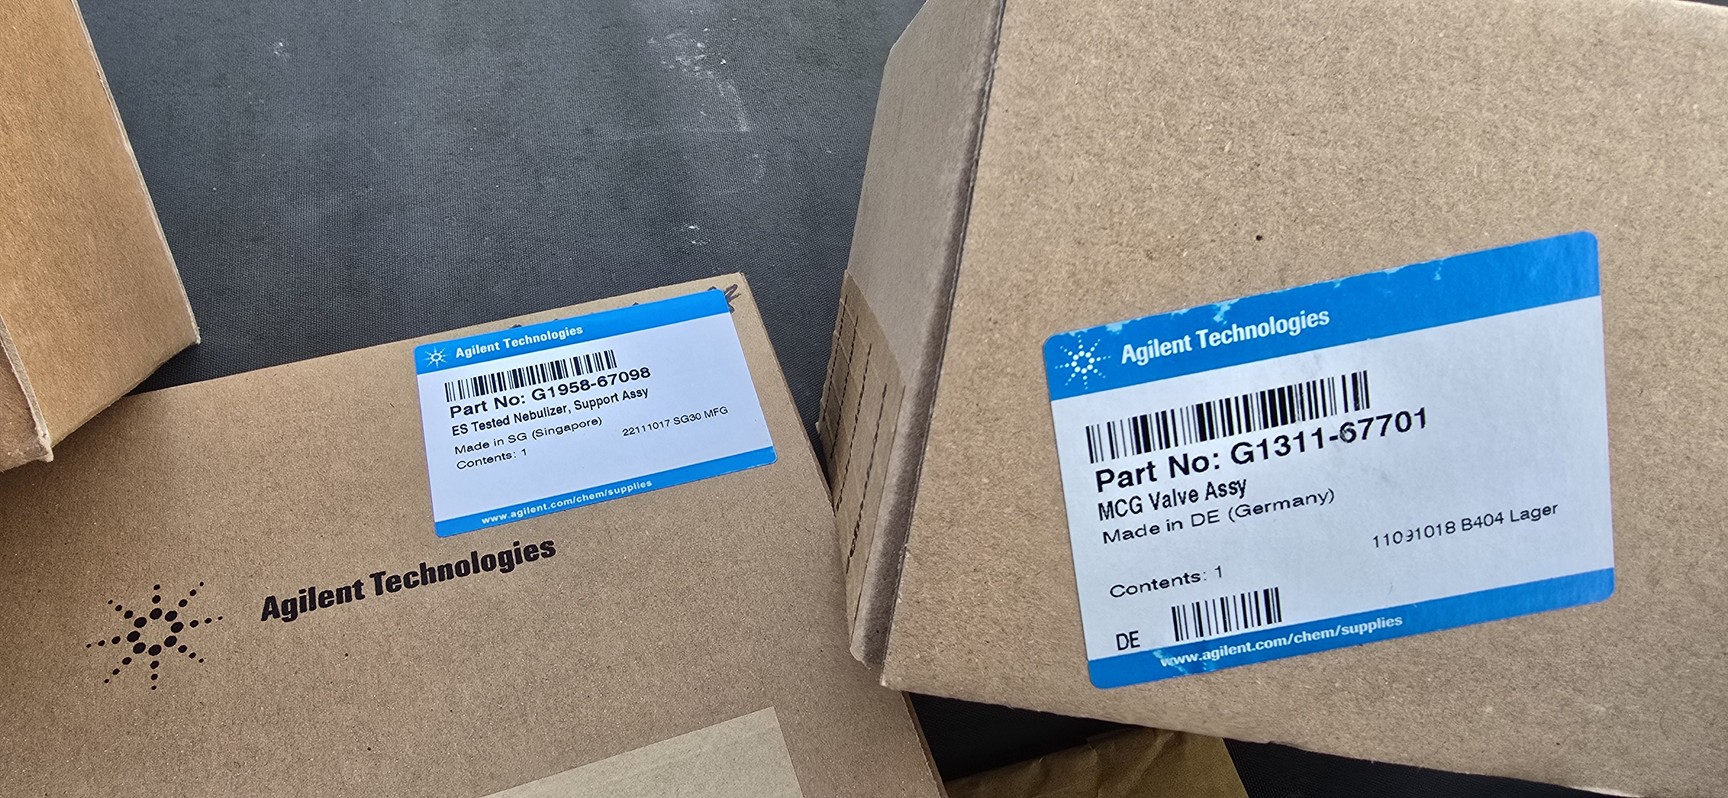 Agilent Technologies
Part No: G1958-67098
ES Tested Nebulizer, Support Assy
Made in SG (Singapore)
22111017 SG30 MFG
Contents: 1
www.agilent.com/chem/supplies
Agilent Technologies
Agilent Technologies
Part No: G1311-67701
MCG Valve Assy
Made in DE (Germany)
11091018 B404 Lager
Contents: 1
DE
www.agilent.com/chem/supplies